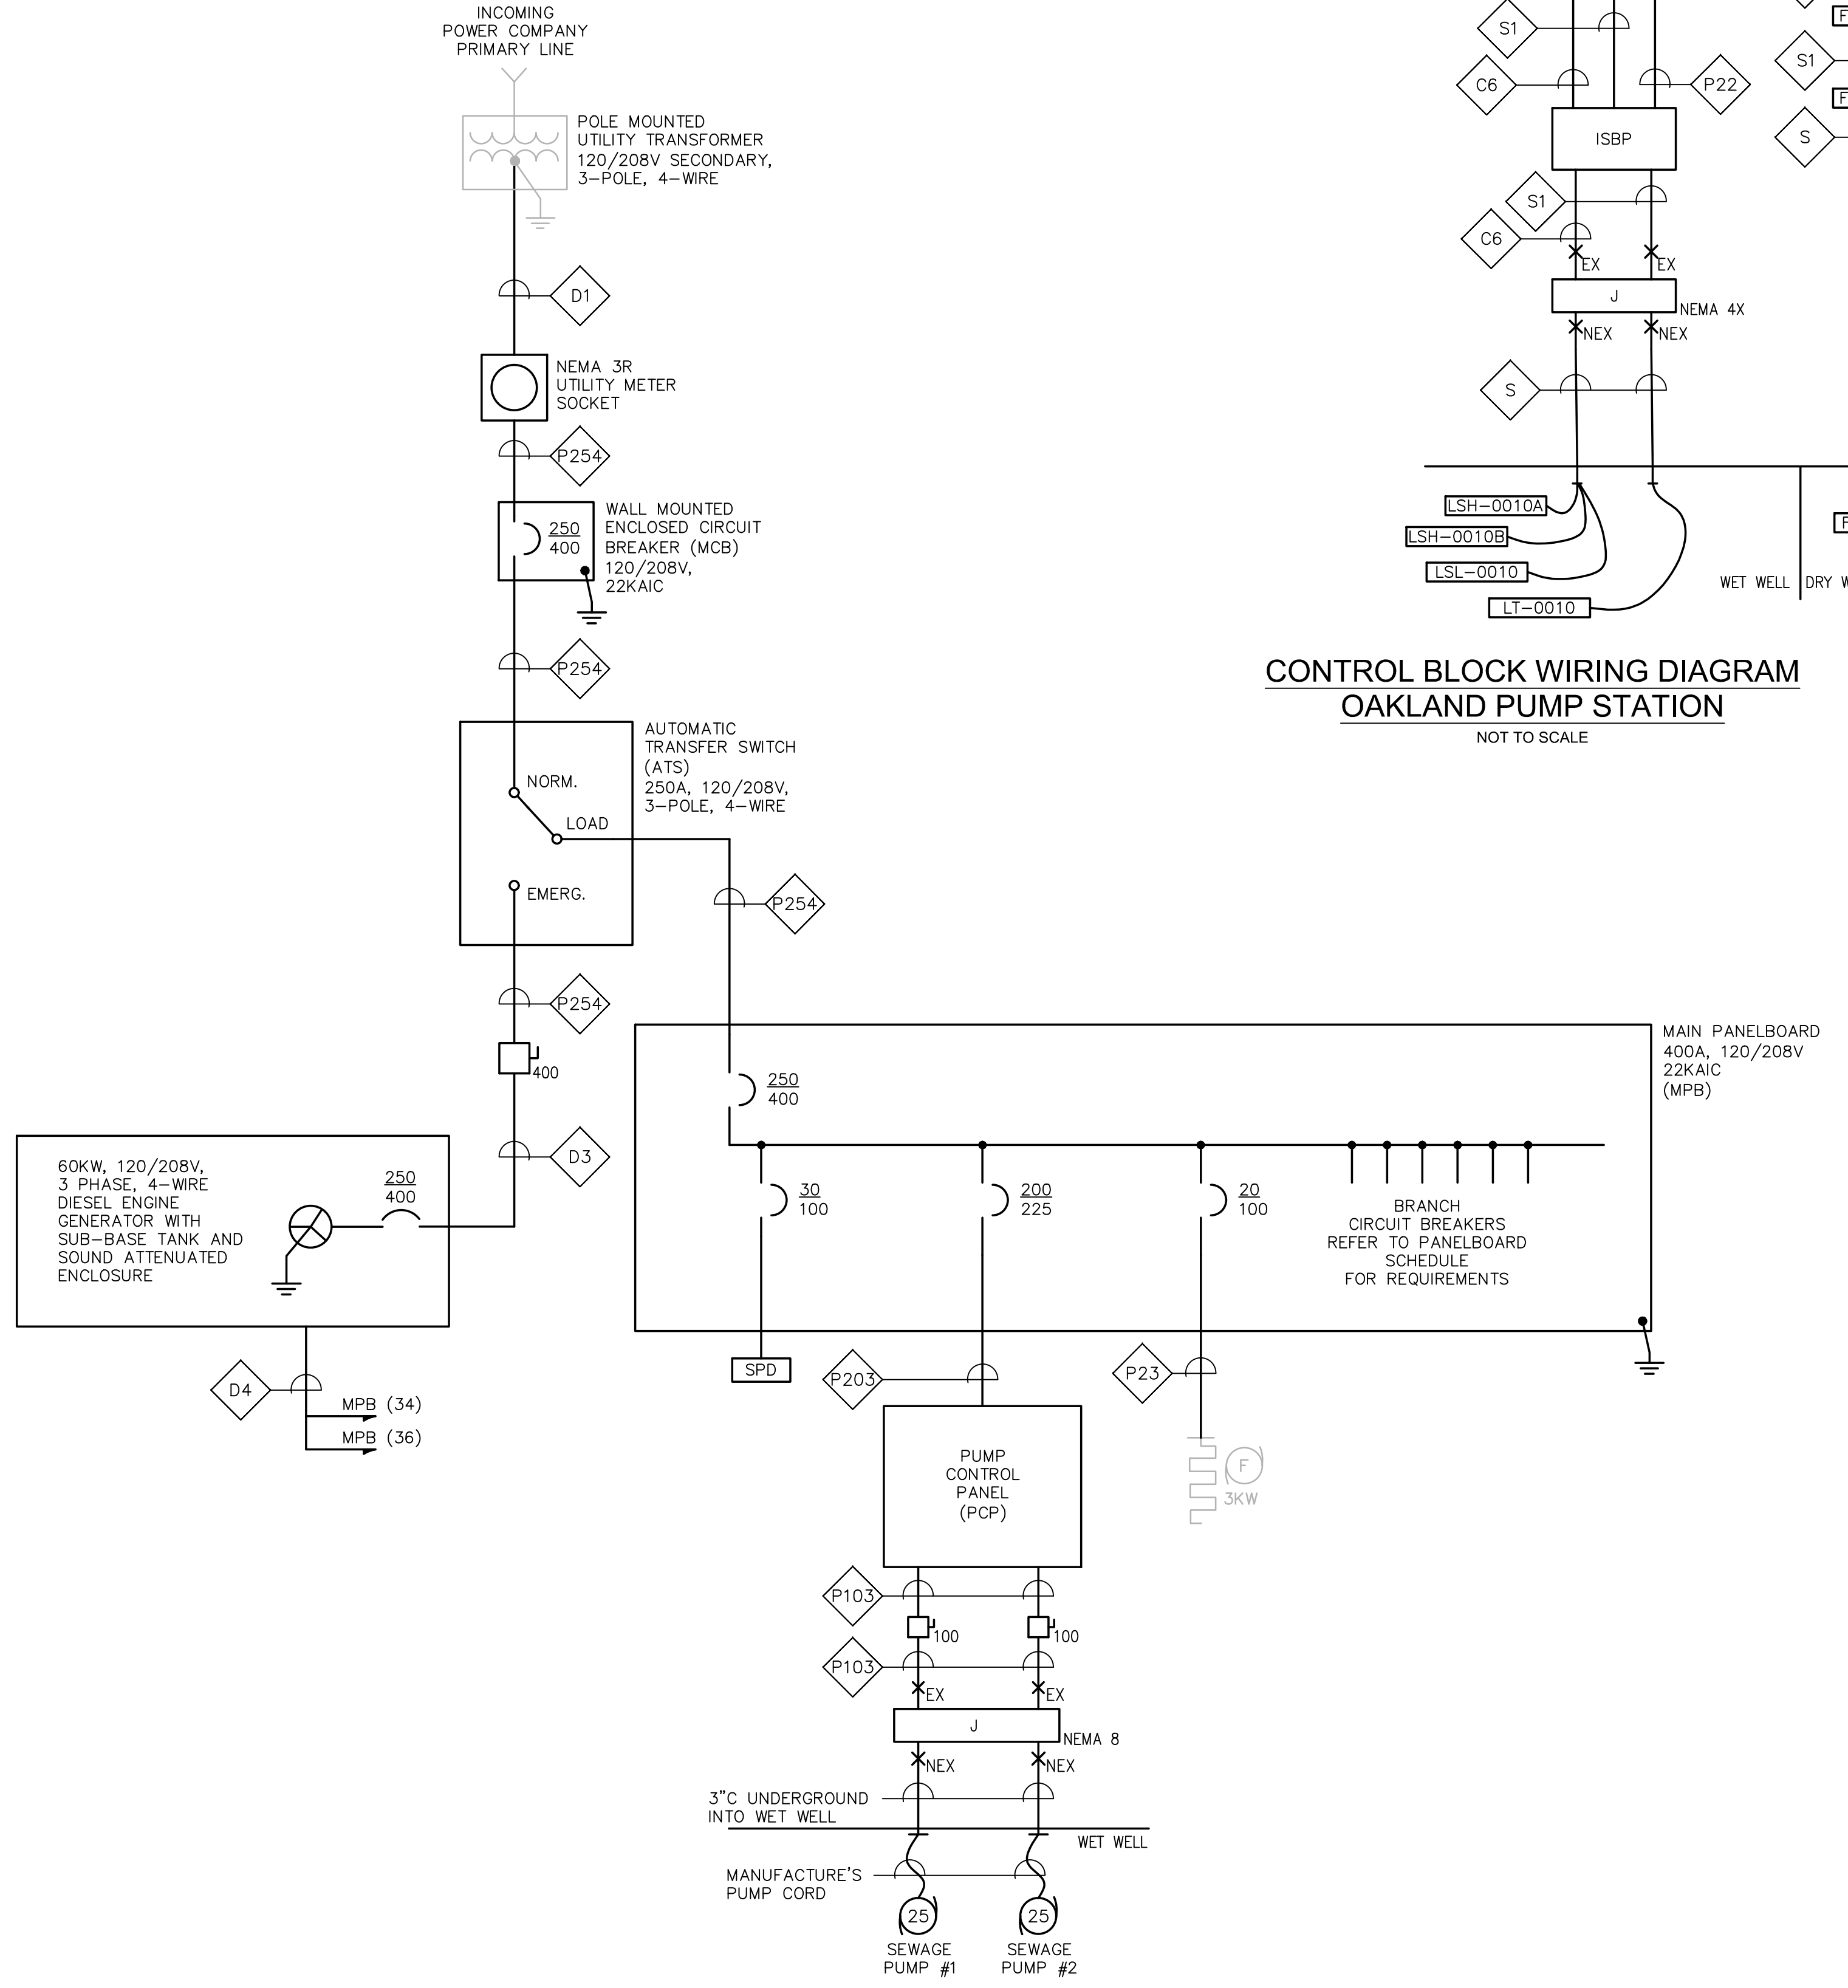 INCOMING
POWER COMPANY
PRIMARY LINE
POLE MOUNTED
UTILITY TRANSFORMER
120/208V SECONDARY,
3-POLE, 4-WIRE
D1
NEMA 3R
UTILITY METER
SOCKET
P254
250
400
WALL MOUNTED
ENCLOSED CIRCUIT
BREAKER (MCB)
120/208V,
22KAIC
P254
AUTOMATIC
TRANSFER SWITCH
(ATS)
250A, 120/208V,
3-POLE, 4-WIRE
NORM.
LOAD
EMERG.
P254
P254
400
D3
60KW, 120/208V,
3 PHASE, 4-WIRE
DIESEL ENGINE
GENERATOR WITH
SUB-BASE TANK AND
SOUND ATTENUATED
ENCLOSURE
250
400
D4
MPB (34)
MPB (36)
MAIN PANELBOARD
400A, 120/208V
22KAIC
(MPB)
250
400
30
100
200
225
20
100
BRANCH
CIRCUIT BREAKERS
REFER TO PANELBOARD
SCHEDULE
FOR REQUIREMENTS
SPD
P203
P23
PUMP
CONTROL
PANEL
(PCP)
F
3KW
P103
100
100
P103
EX
EX
J
NEMA 8
NEX
NEX
3"C UNDERGROUND
INTO WET WELL
WET WELL
MANUFACTURE'S
PUMP CORD
25
25
SEWAGE
PUMP #1
SEWAGE
PUMP #2
S1
C6
P22
F
S1
F
S
ISBP
S1
C6
EX
EX
J
NEMA 4X
NEX
NEX
S
LSH-0010A
LSH-0010B
LSL-0010
LT-0010
F
WET WELL
DRY W
CONTROL BLOCK WIRING DIAGRAM
OAKLAND PUMP STATION
NOT TO SCALE